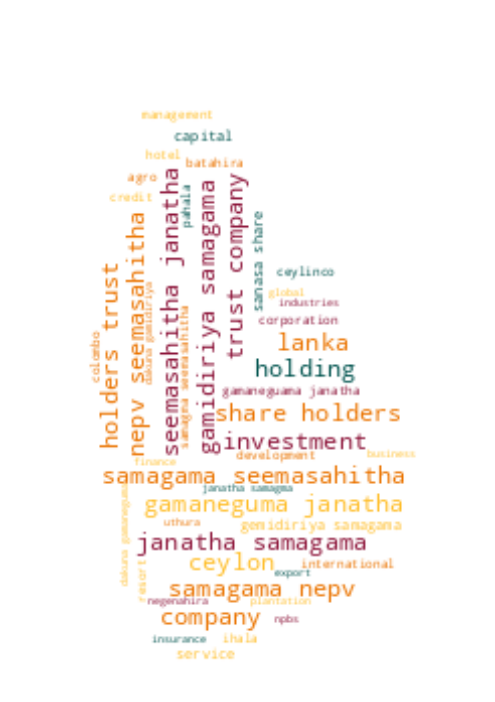 management
capital
hotel
batahira
agro
credit
pahala
seemasahitha janatha
gamidiriya samagama
trust company
sanasa share
nepv seemasahitha
holders trust
colombo
dakuna gamidiriya
samagma seemasahitha
ceylinco
global
industries
corporation
lanka
holding
gamaneguama janatha
share holders
investment
development
business
finance
samagama seemasahitha
janatha samagma
gamaneguma janatha
uthura
gemidiriya samagama
dakuna gamaneguma
janatha samagama
ceylon
international
export
resort
samagama nepv
negenahira
plantation
company
npbs
insurance
ihala
service